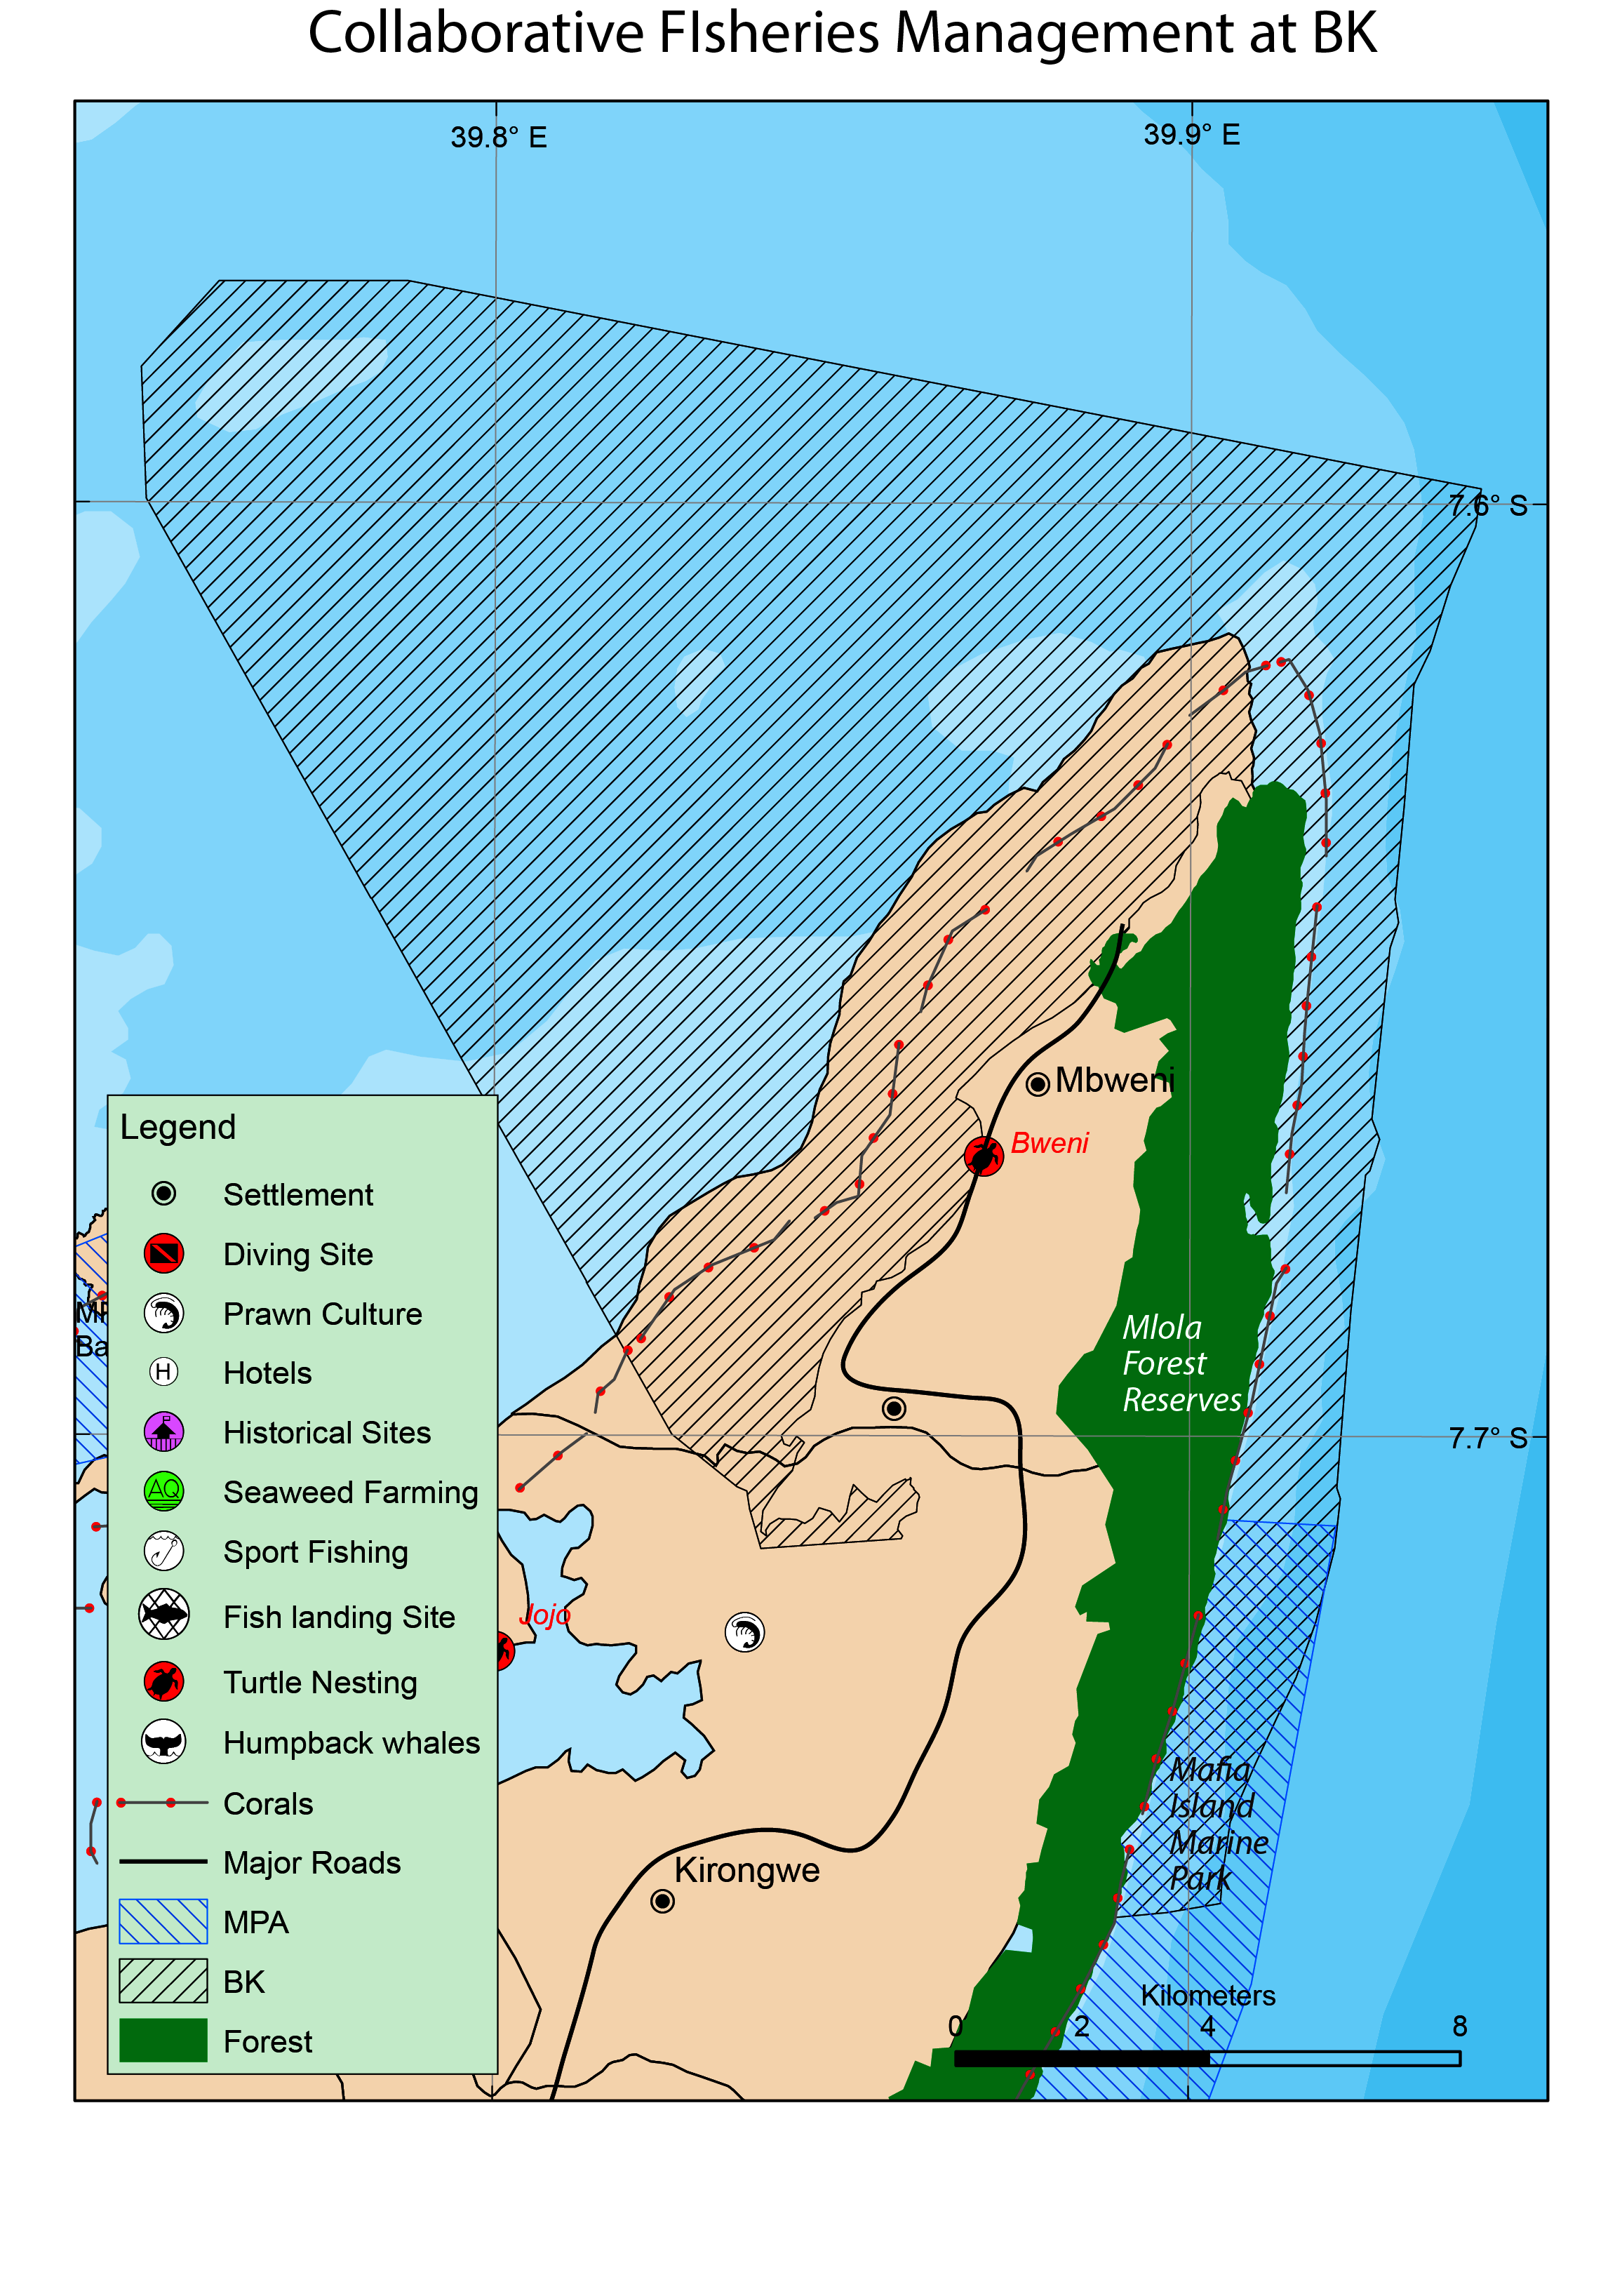 Collaborative FIsheries Management at BK
39.8° E
39.9° E
7.6° S
Mbweni
Bweni
Legend
Settlement
Diving Site
Prawn Culture
H
Hotels
Historical Sites
AQ
Seaweed Farming
Sport Fishing
Fish landing Site
Turtle Nesting
Humpback whales
Corals
Major Roads
MPA
BK
Forest
Mlola
Forest
Reserves
7.7° S
Jojo
Kirongwe
Mafia
Island
Marine
Park
Kilometers
0 2 4 8